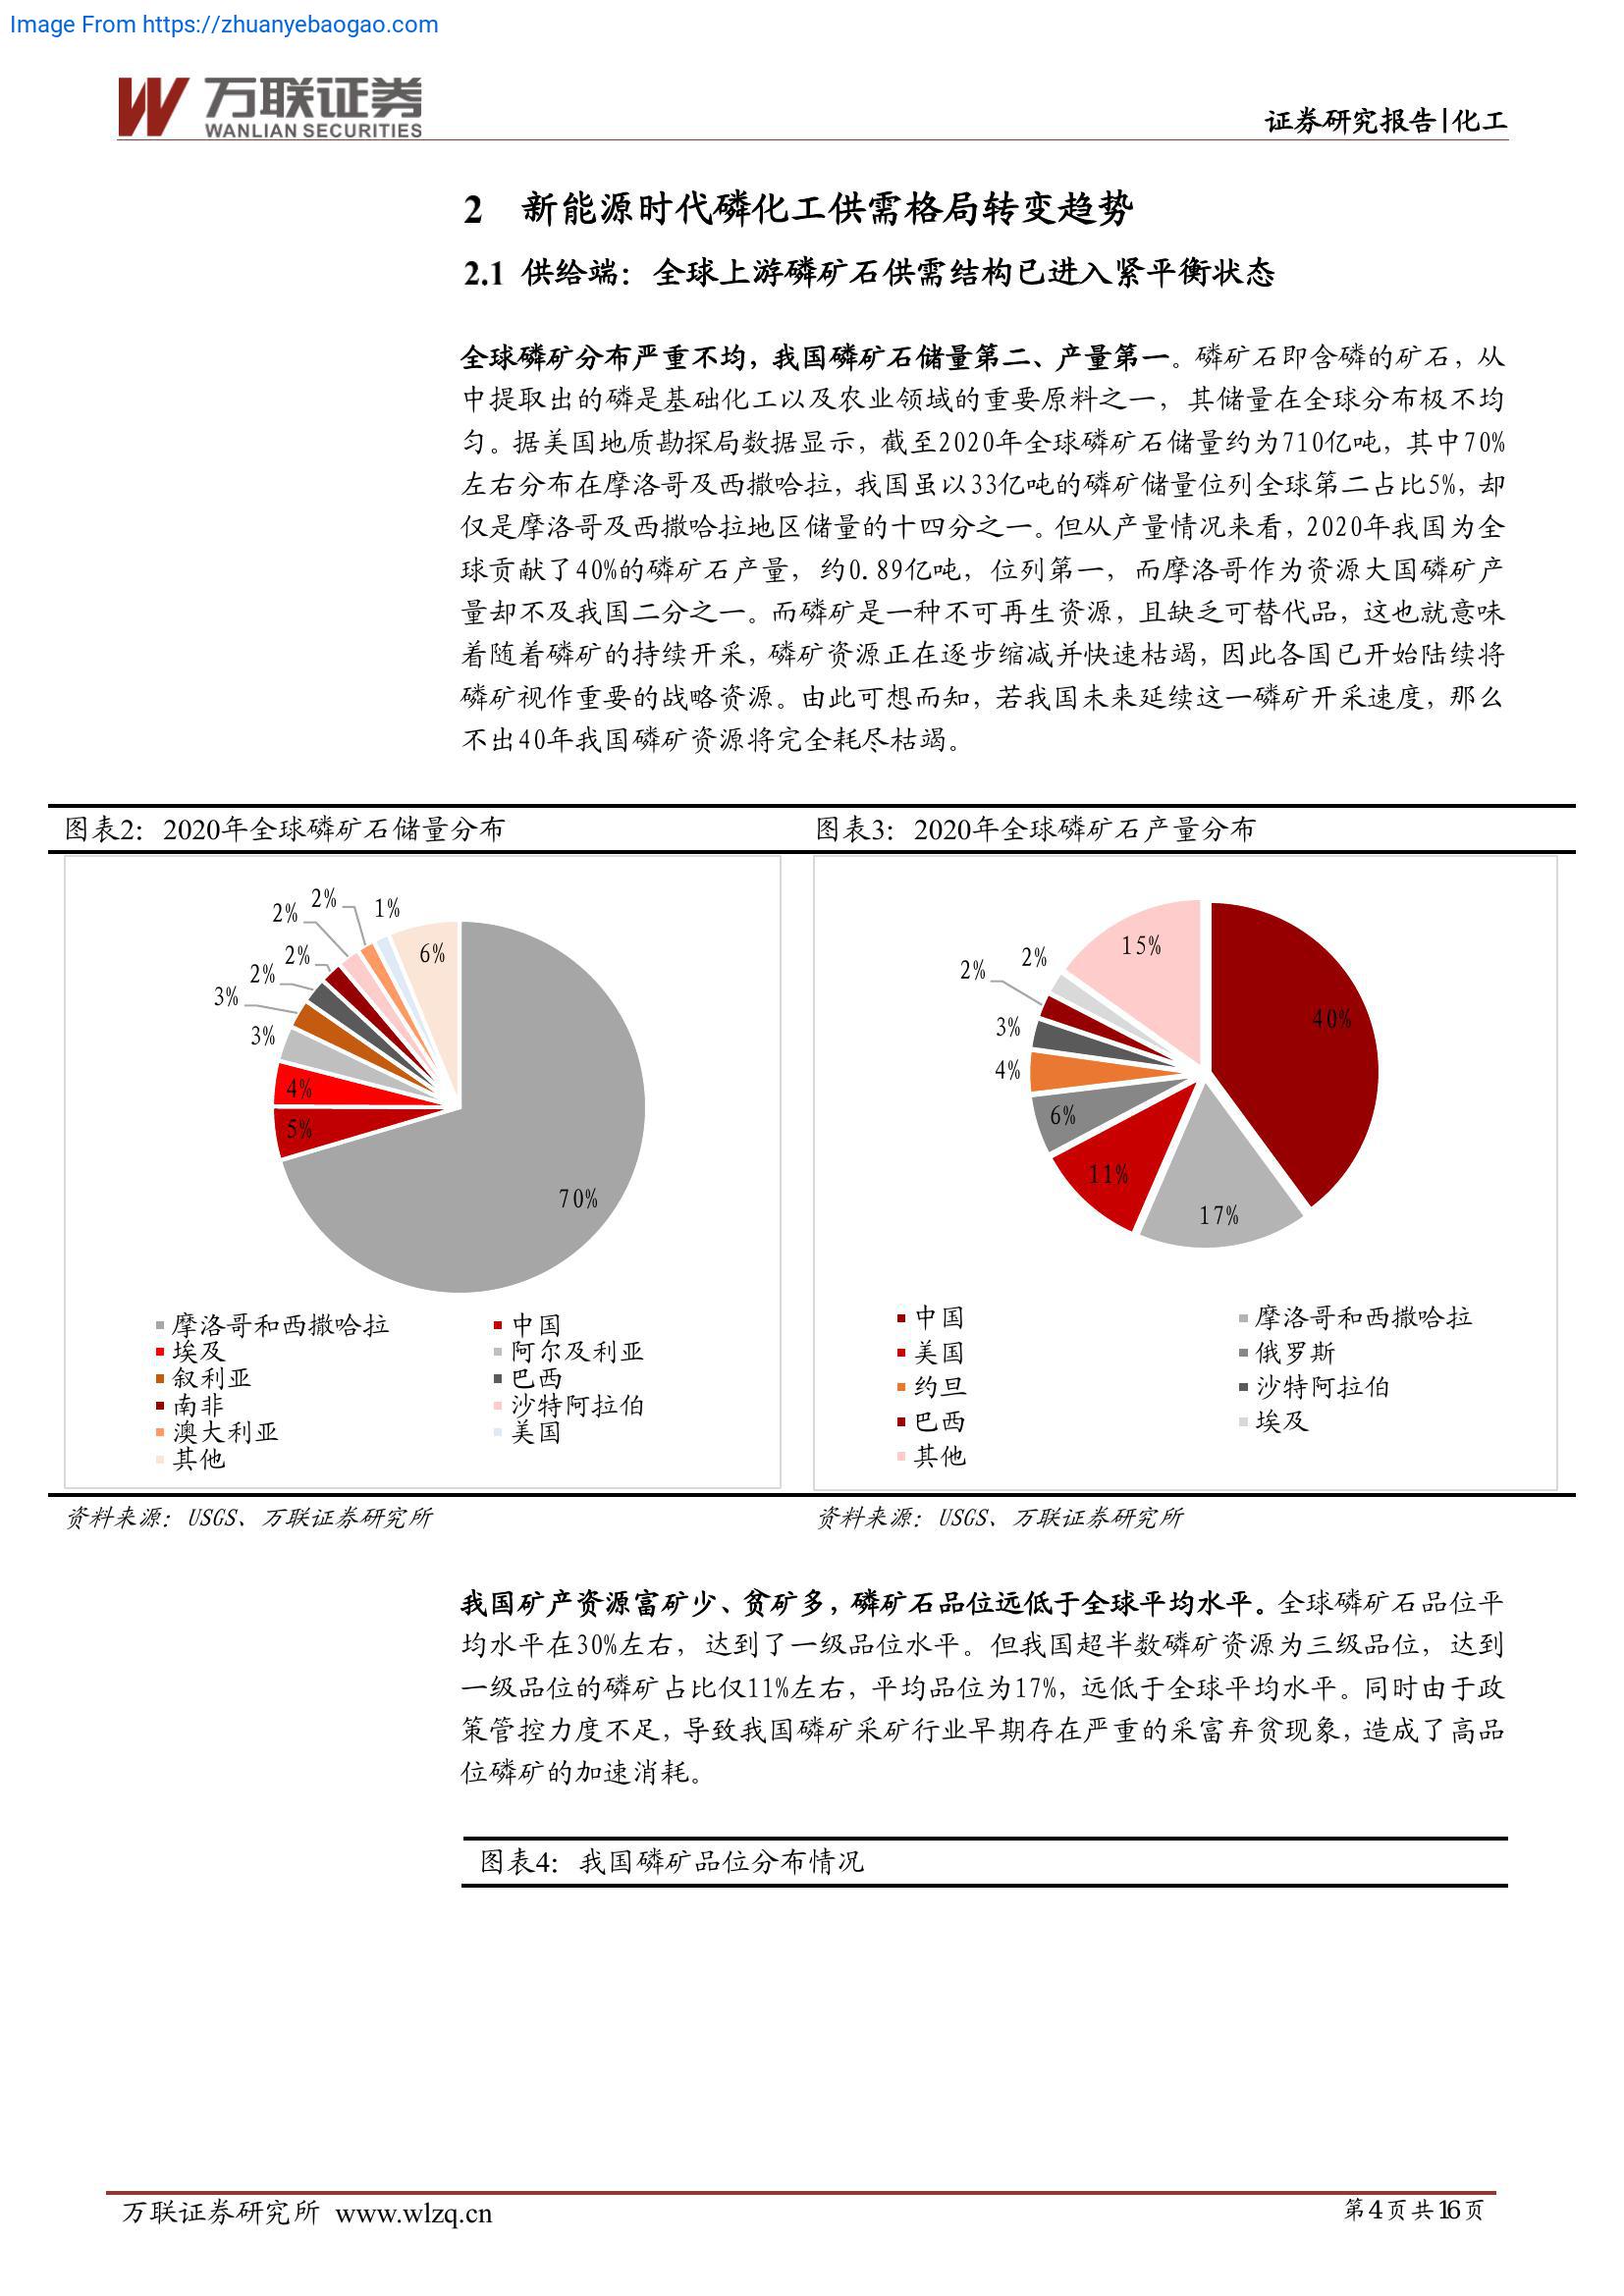 Image From https://zhuanyebaogao.com
万联证券
WANLIAN SECURITIES
证券研究报告|化工
2 新能源时代磷化工供需格局转变趋势
2.1 供给端：全球上游磷矿石供需结构已进入紧平衡状态
全球磷矿分布严重不均，我国磷矿石储量第二、产量第一。磷矿石即含磷的矿石，从
中提取出的磷是基础化工以及农业领域的重要原料之一，其储量在全球分布极不均
匀。据美国地质勘探局数据显示，截至2020年全球磷矿石储量约为710亿吨，其中70%
左右分布在摩洛哥及西撒哈拉，我国虽以33亿吨的磷矿储量位列全球第二占比5%，却
仅是摩洛哥及西撒哈拉地区储量的十四分之一。但从产量情况来看，2020年我国为全
球贡献了40%的磷矿石产量，约0.89亿吨，位列第一，而摩洛哥作为资源大国磷矿产
量却不及我国二分之一。而磷矿是一种不可再生资源，且缺乏可替代品，这也就意味
着随着磷矿的持续开采，磷矿资源正在逐步缩减并快速枯竭，因此各国已开始陆续将
磷矿视作重要的战略资源。由此可想而知，若我国未来延续这一磷矿开采速度，那么
不出40年我国磷矿资源将完全耗尽枯竭。
图表2：2020年全球磷矿石储量分布
2%
2%
1%
6%
2%
2%
3%
3%
4%
5%
70%
摩洛哥和西撒哈拉
中国
埃及
阿尔及利亚
叙利亚
巴西
南非
沙特阿拉伯
澳大利亚
美国
其他
资料来源：USGS、万联证券研究所
图表3：2020年全球磷矿石产量分布
15%
2%
2%
3%
4%
6%
11%
17%
40%
中国
摩洛哥和西撒哈拉
美国
俄罗斯
约旦
沙特阿拉伯
巴西
埃及
其他
资料来源：USGS、万联证券研究所
我国矿产资源富矿少、贫矿多，磷矿石品位远低于全球平均水平。全球磷矿石品位平
均水平在30%左右，达到了一级品位水平。但我国超半数磷矿资源为三级品位，达到
一级品位的磷矿占比仅11%左右，平均品位为17%，远低于全球平均水平。同时由于政
策管控力度不足，导致我国磷矿采矿行业早期存在严重的采富弃贫现象，造成了高品
位磷矿的加速消耗。
图表4：我国磷矿品位分布情况
万联证券研究所 www.wlzq.cn
第4页共16页